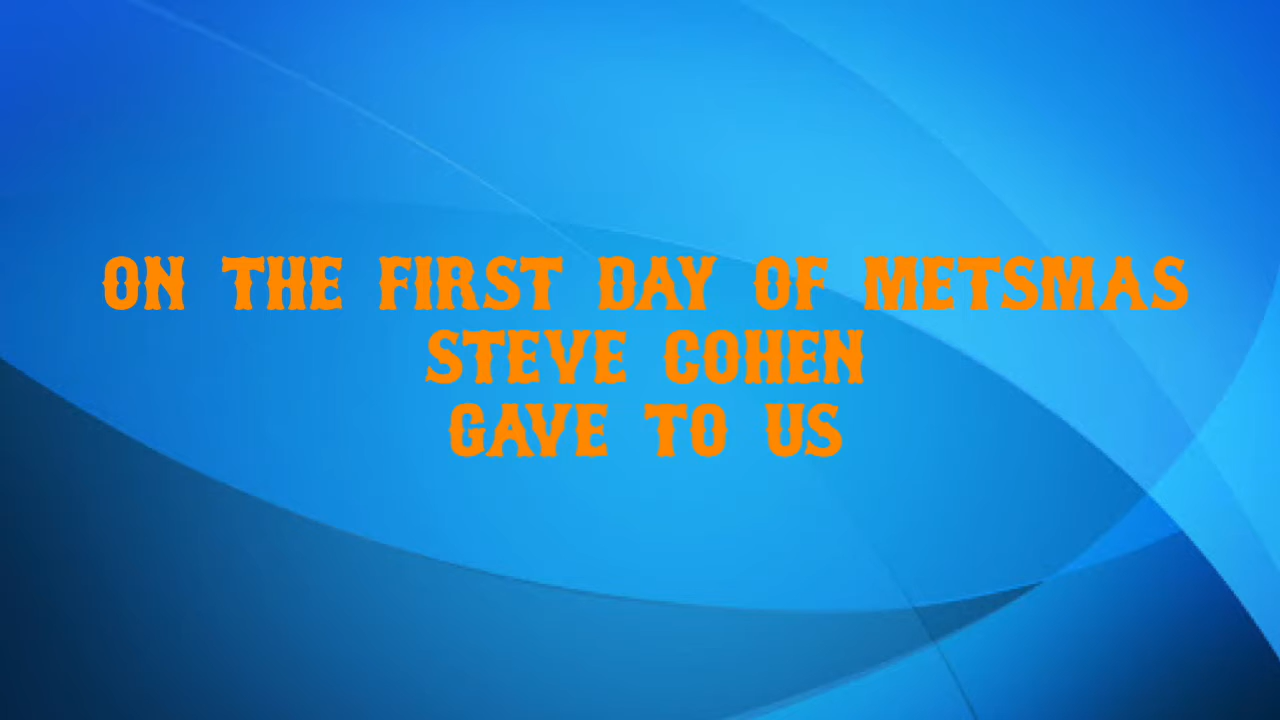 ON THE FIRST DAY OF METSMAS
STEVE COHEN
GAVE TO US